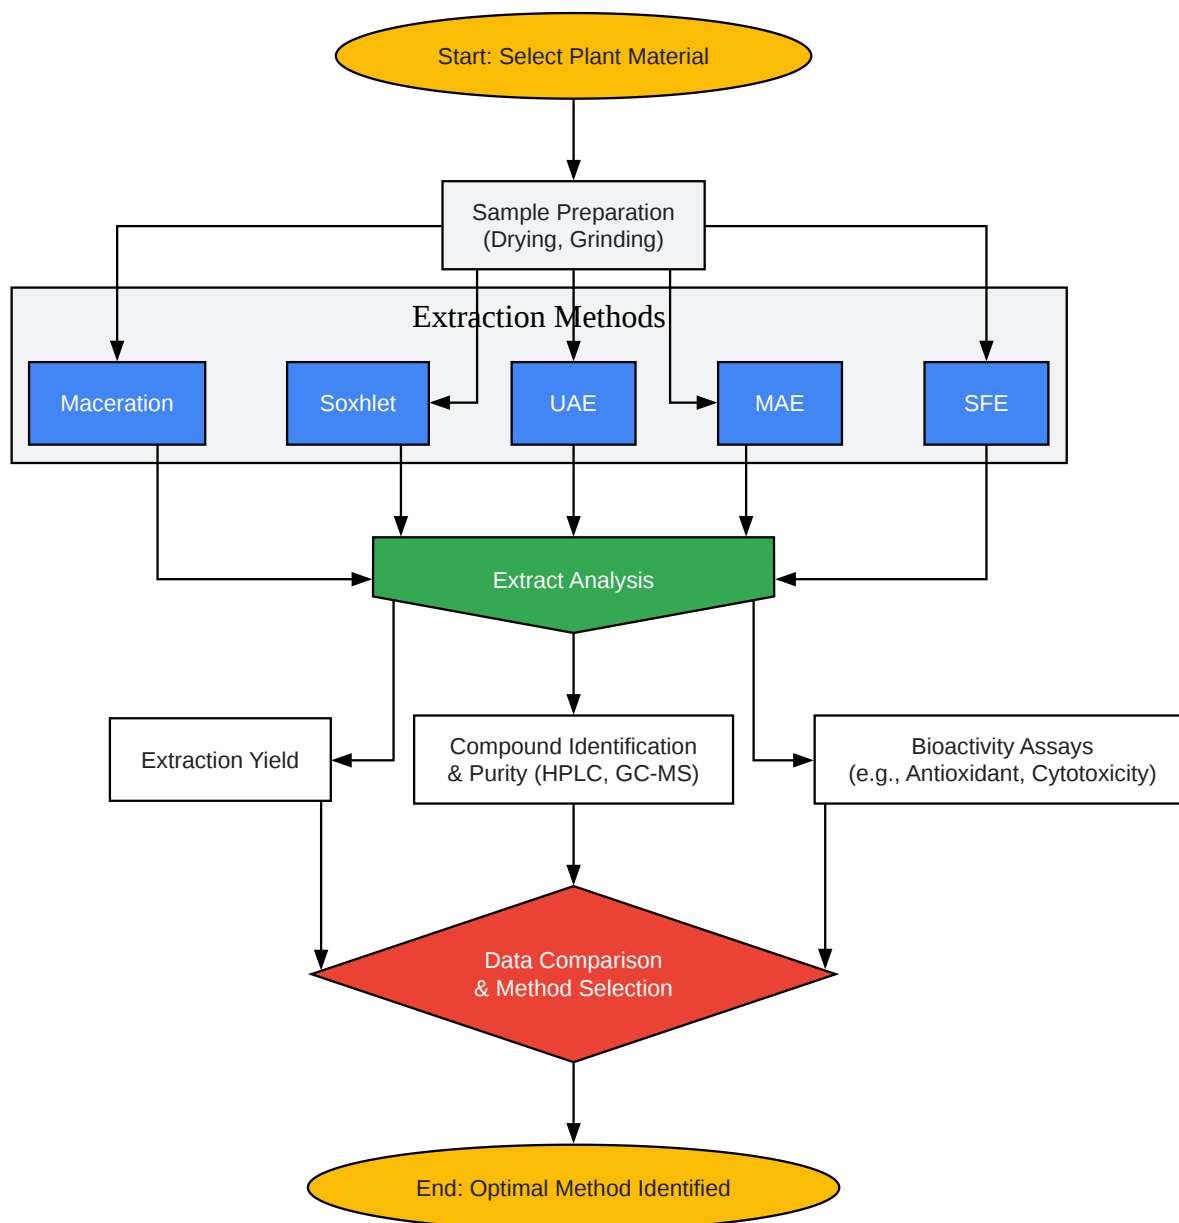 Start: Select Plant Material
Sample Preparation
(Drying, Grinding)
Extraction Methods
Maceration
Soxhlet
UAE
MAE
SFE
Extract Analysis
Extraction Yield
Compound Identification
& Purity (HPLC, GC-MS)
Bioactivity Assays
(e.g., Antioxidant, Cytotoxicity)
Data Comparison
& Method Selection
End: Optimal Method Identified